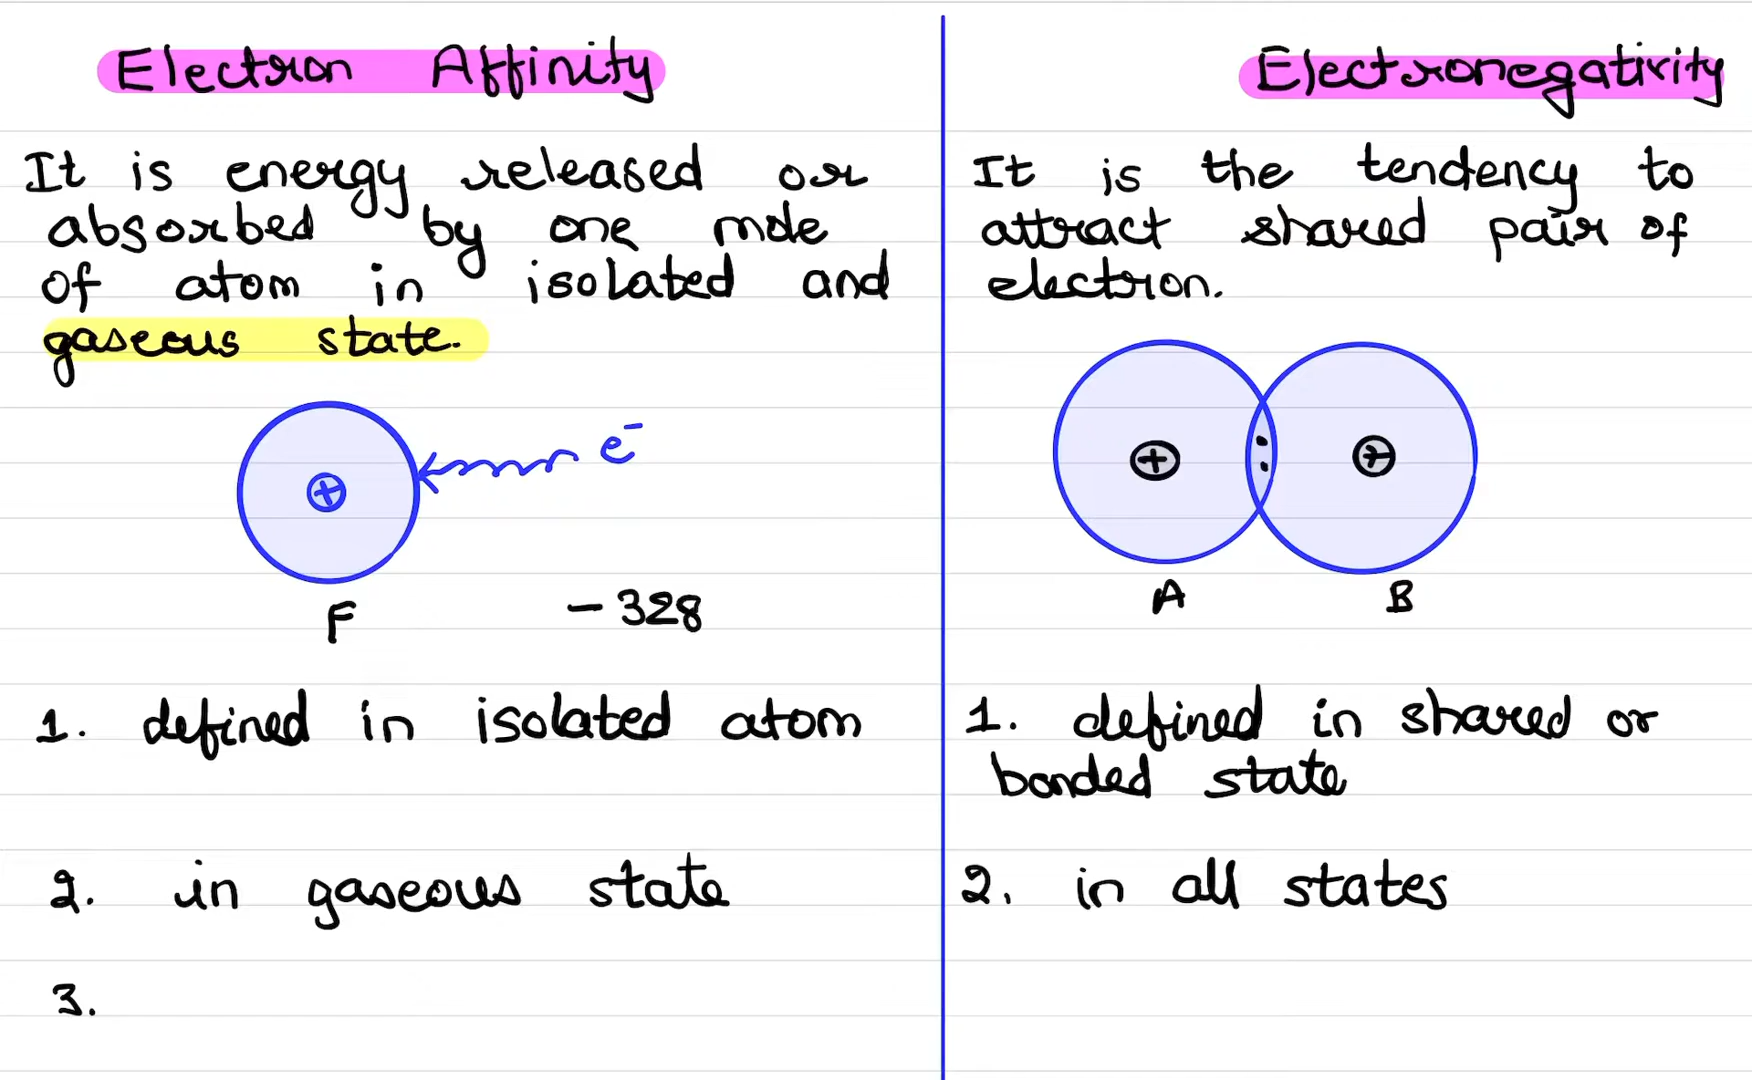 Electron Affinity
It is energy released or
absorbed by one mole
of atom in isolated and
gaseous state.
+
e⁻
F
-328
1. defined in isolated atom
2. in gaseous state
3.
Electronegativity
It is the tendency to
attract shared pair of
electron.
+ : +
A B
1. defined in shared or
bonded state
2. in all states